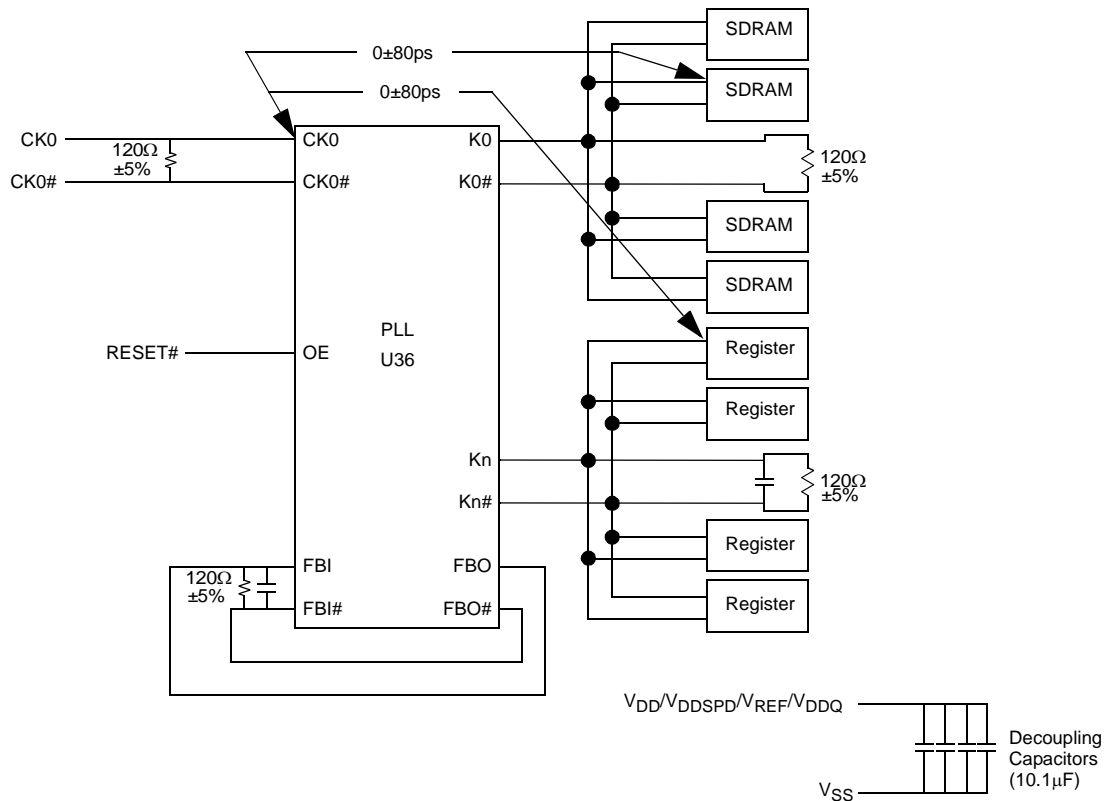 SDRAM
0±80ps
SDRAM
0±80ps
CK0
CK0
K0
120Ω
±5%
120Ω
±5%
CK0#
CK0#
K0#
SDRAM
SDRAM
PLL
U36
RESET#
OE
Register
Register
Kn
120Ω
±5%
Kn#
Register
FBI
FBO
120Ω
±5%
FBI#
FBO#
Register
VDD/VDDSPD/VREF/VDDQ
Decoupling
Capacitors
(10.1µF)
VSS